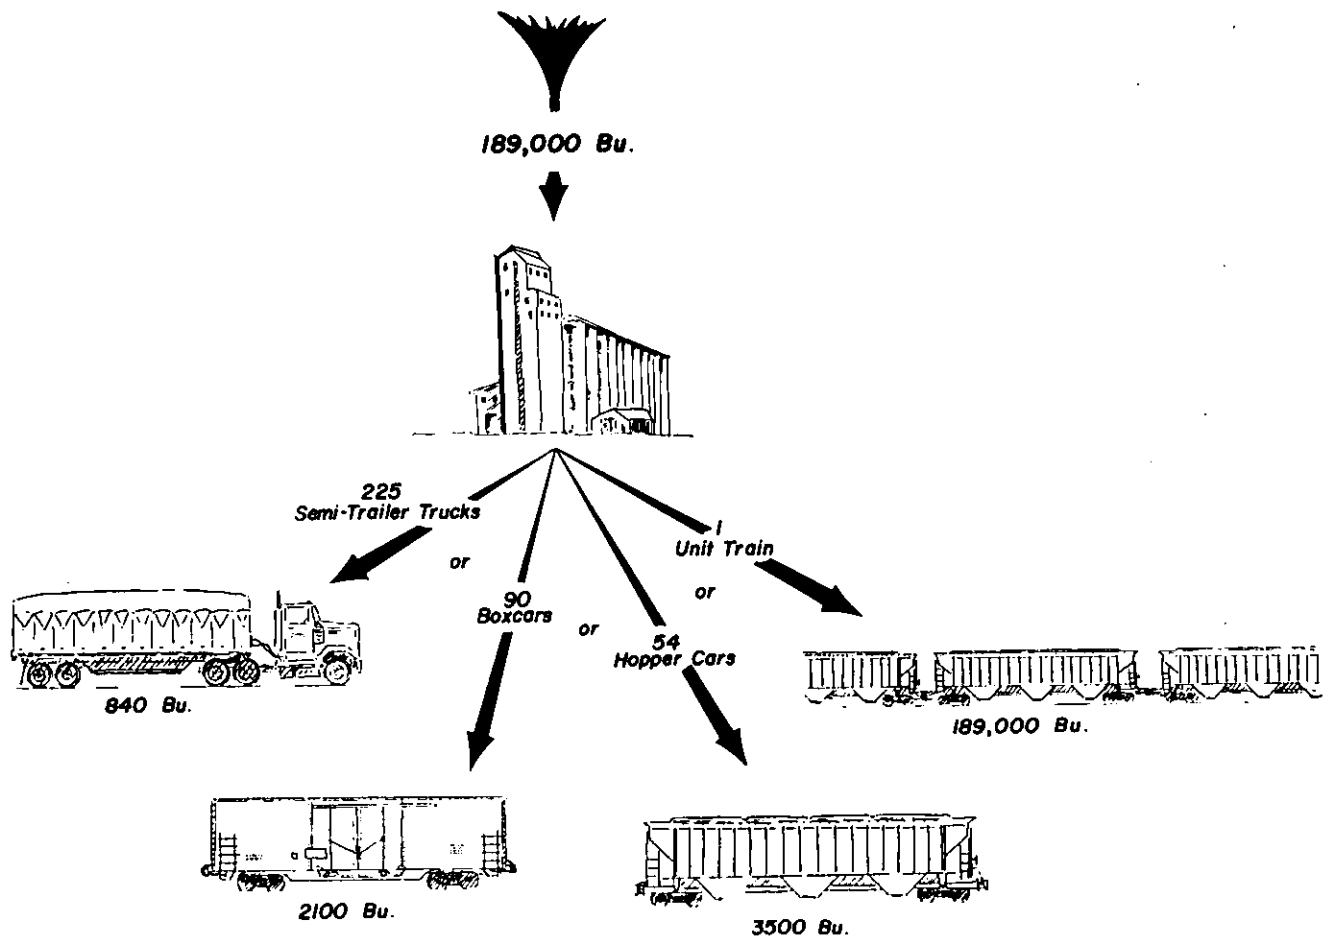 189,000 Bu.
225
Semi-Trailer Trucks
or
90
Boxcars
or
54
Hopper Cars
or
1
Unit Train
840 Bu.
2100 Bu.
3500 Bu.
189,000 Bu.